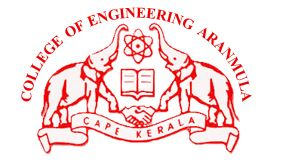 COLLEGE OF ENGINEERING ARANMULA
CAPE KERALA